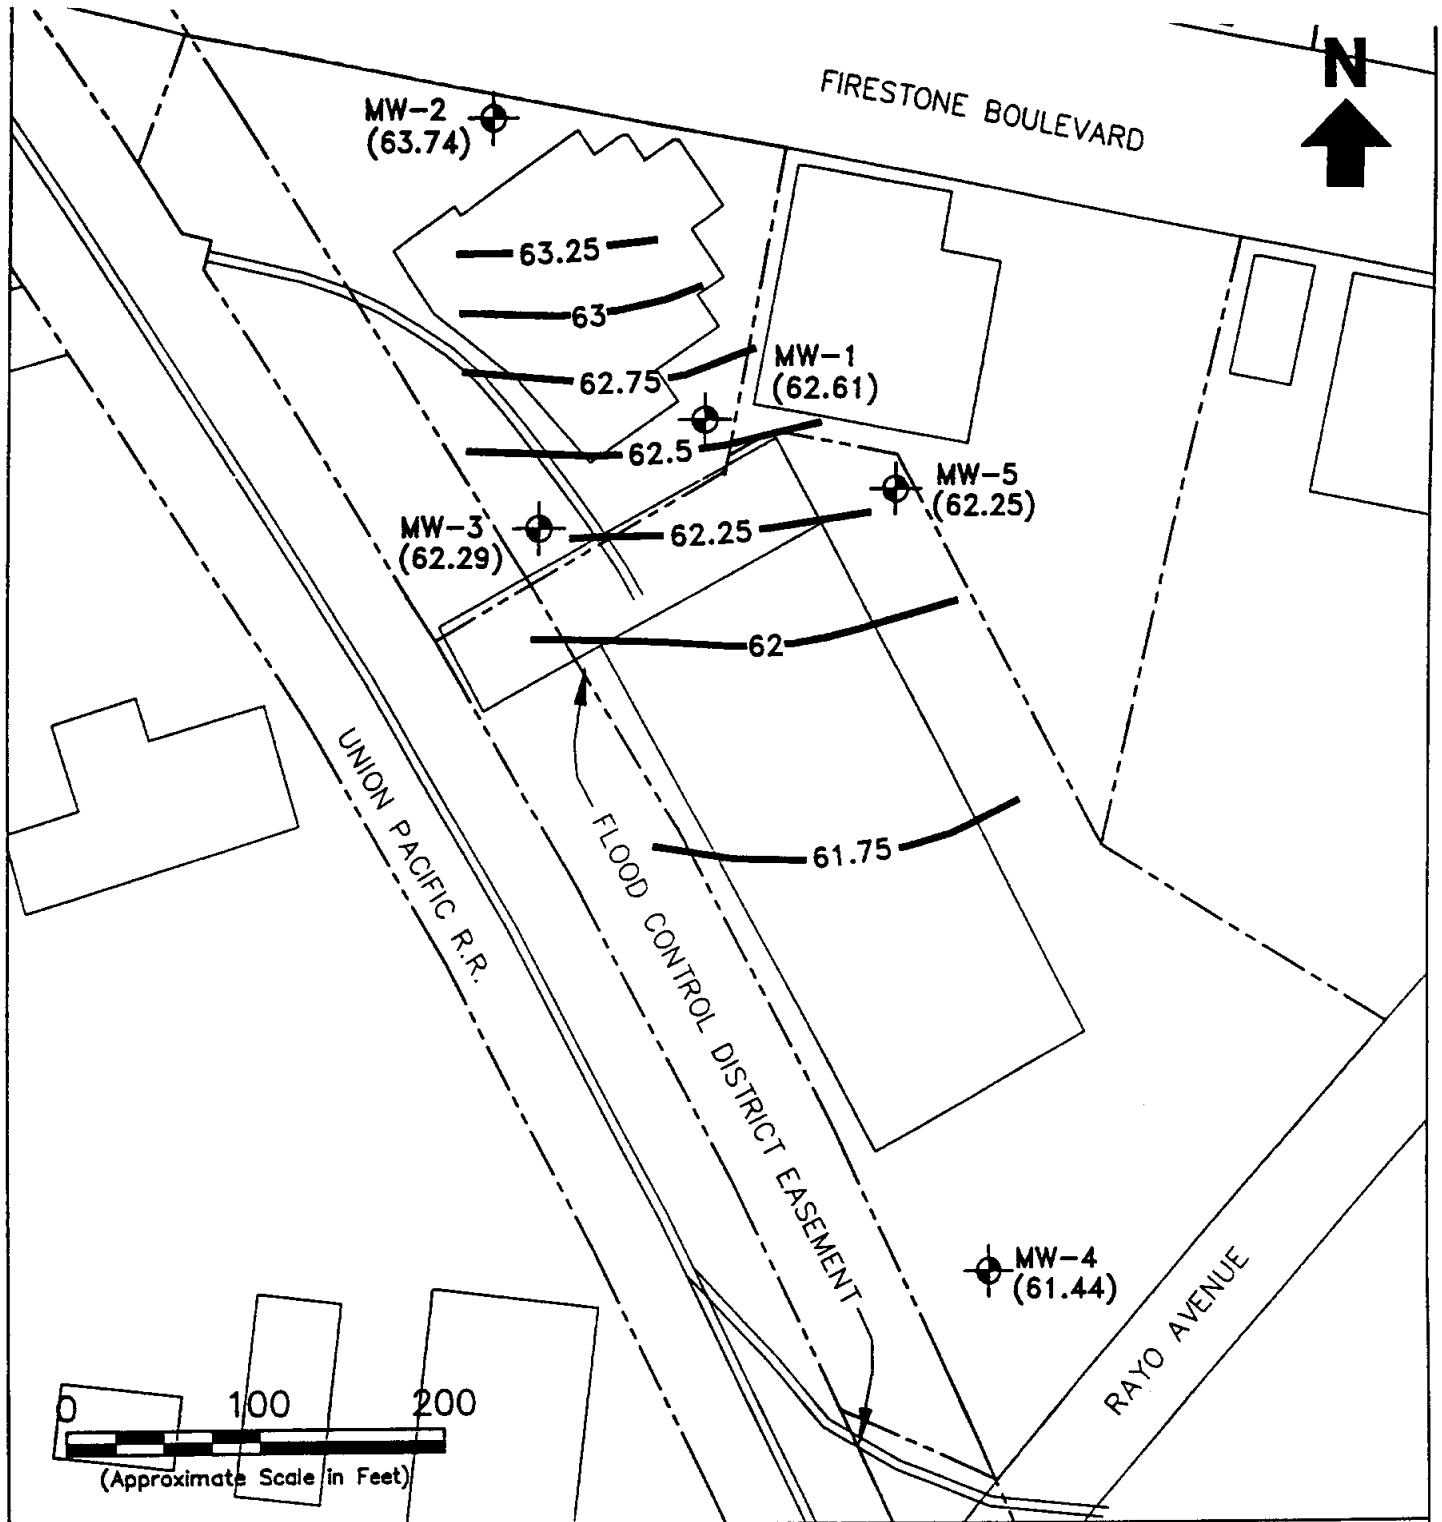 N
FIRESTONE BOULEVARD
MW-2
(63.74)
63.25
63
62.75
MW-1
(62.61)
62.5
MW-5
(62.25)
MW-3
(62.29)
62.25
62
61.75
UNION PACIFIC R.R.
FLOOD CONTROL DISTRICT EASEMENT
MW-4
(61.44)
RAYO AVENUE
0 100 200
(Approximate Scale in Feet)